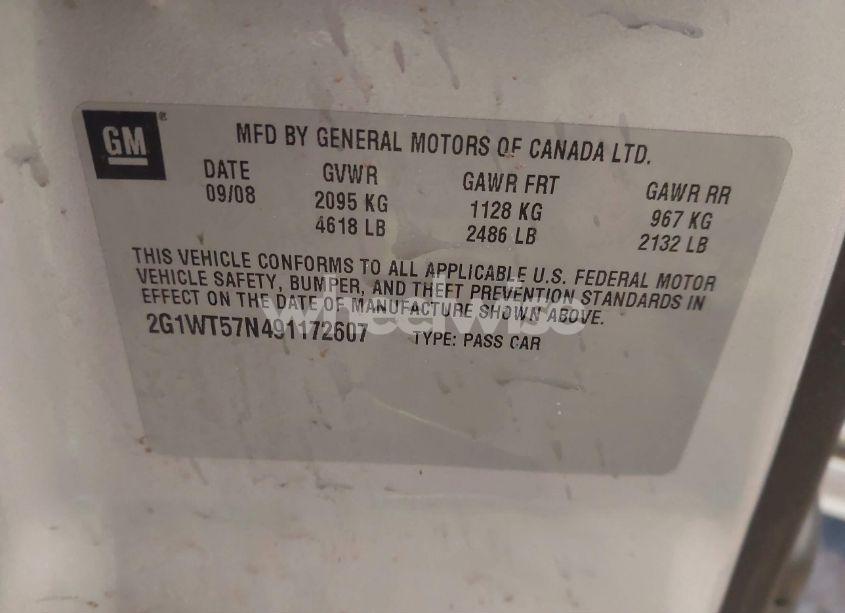 GM®
MFD BY GENERAL MOTORS OF CANADA LTD.
DATE GVWR GAWR FRT GAWR RR
09/08 2095 KG 1128 KG 967 KG
4618 LB 2486 LB 2132 LB
THIS VEHICLE CONFORMS TO ALL APPLICABLE U.S. FEDERAL MOTOR
VEHICLE SAFETY, BUMPER, AND THEFT PREVENTION STANDARDS IN
EFFECT ON THE DATE OF MANUFACTURE SHOWN ABOVE.
wheelwise
2G1WT57N491172607 TYPE: PASS CAR